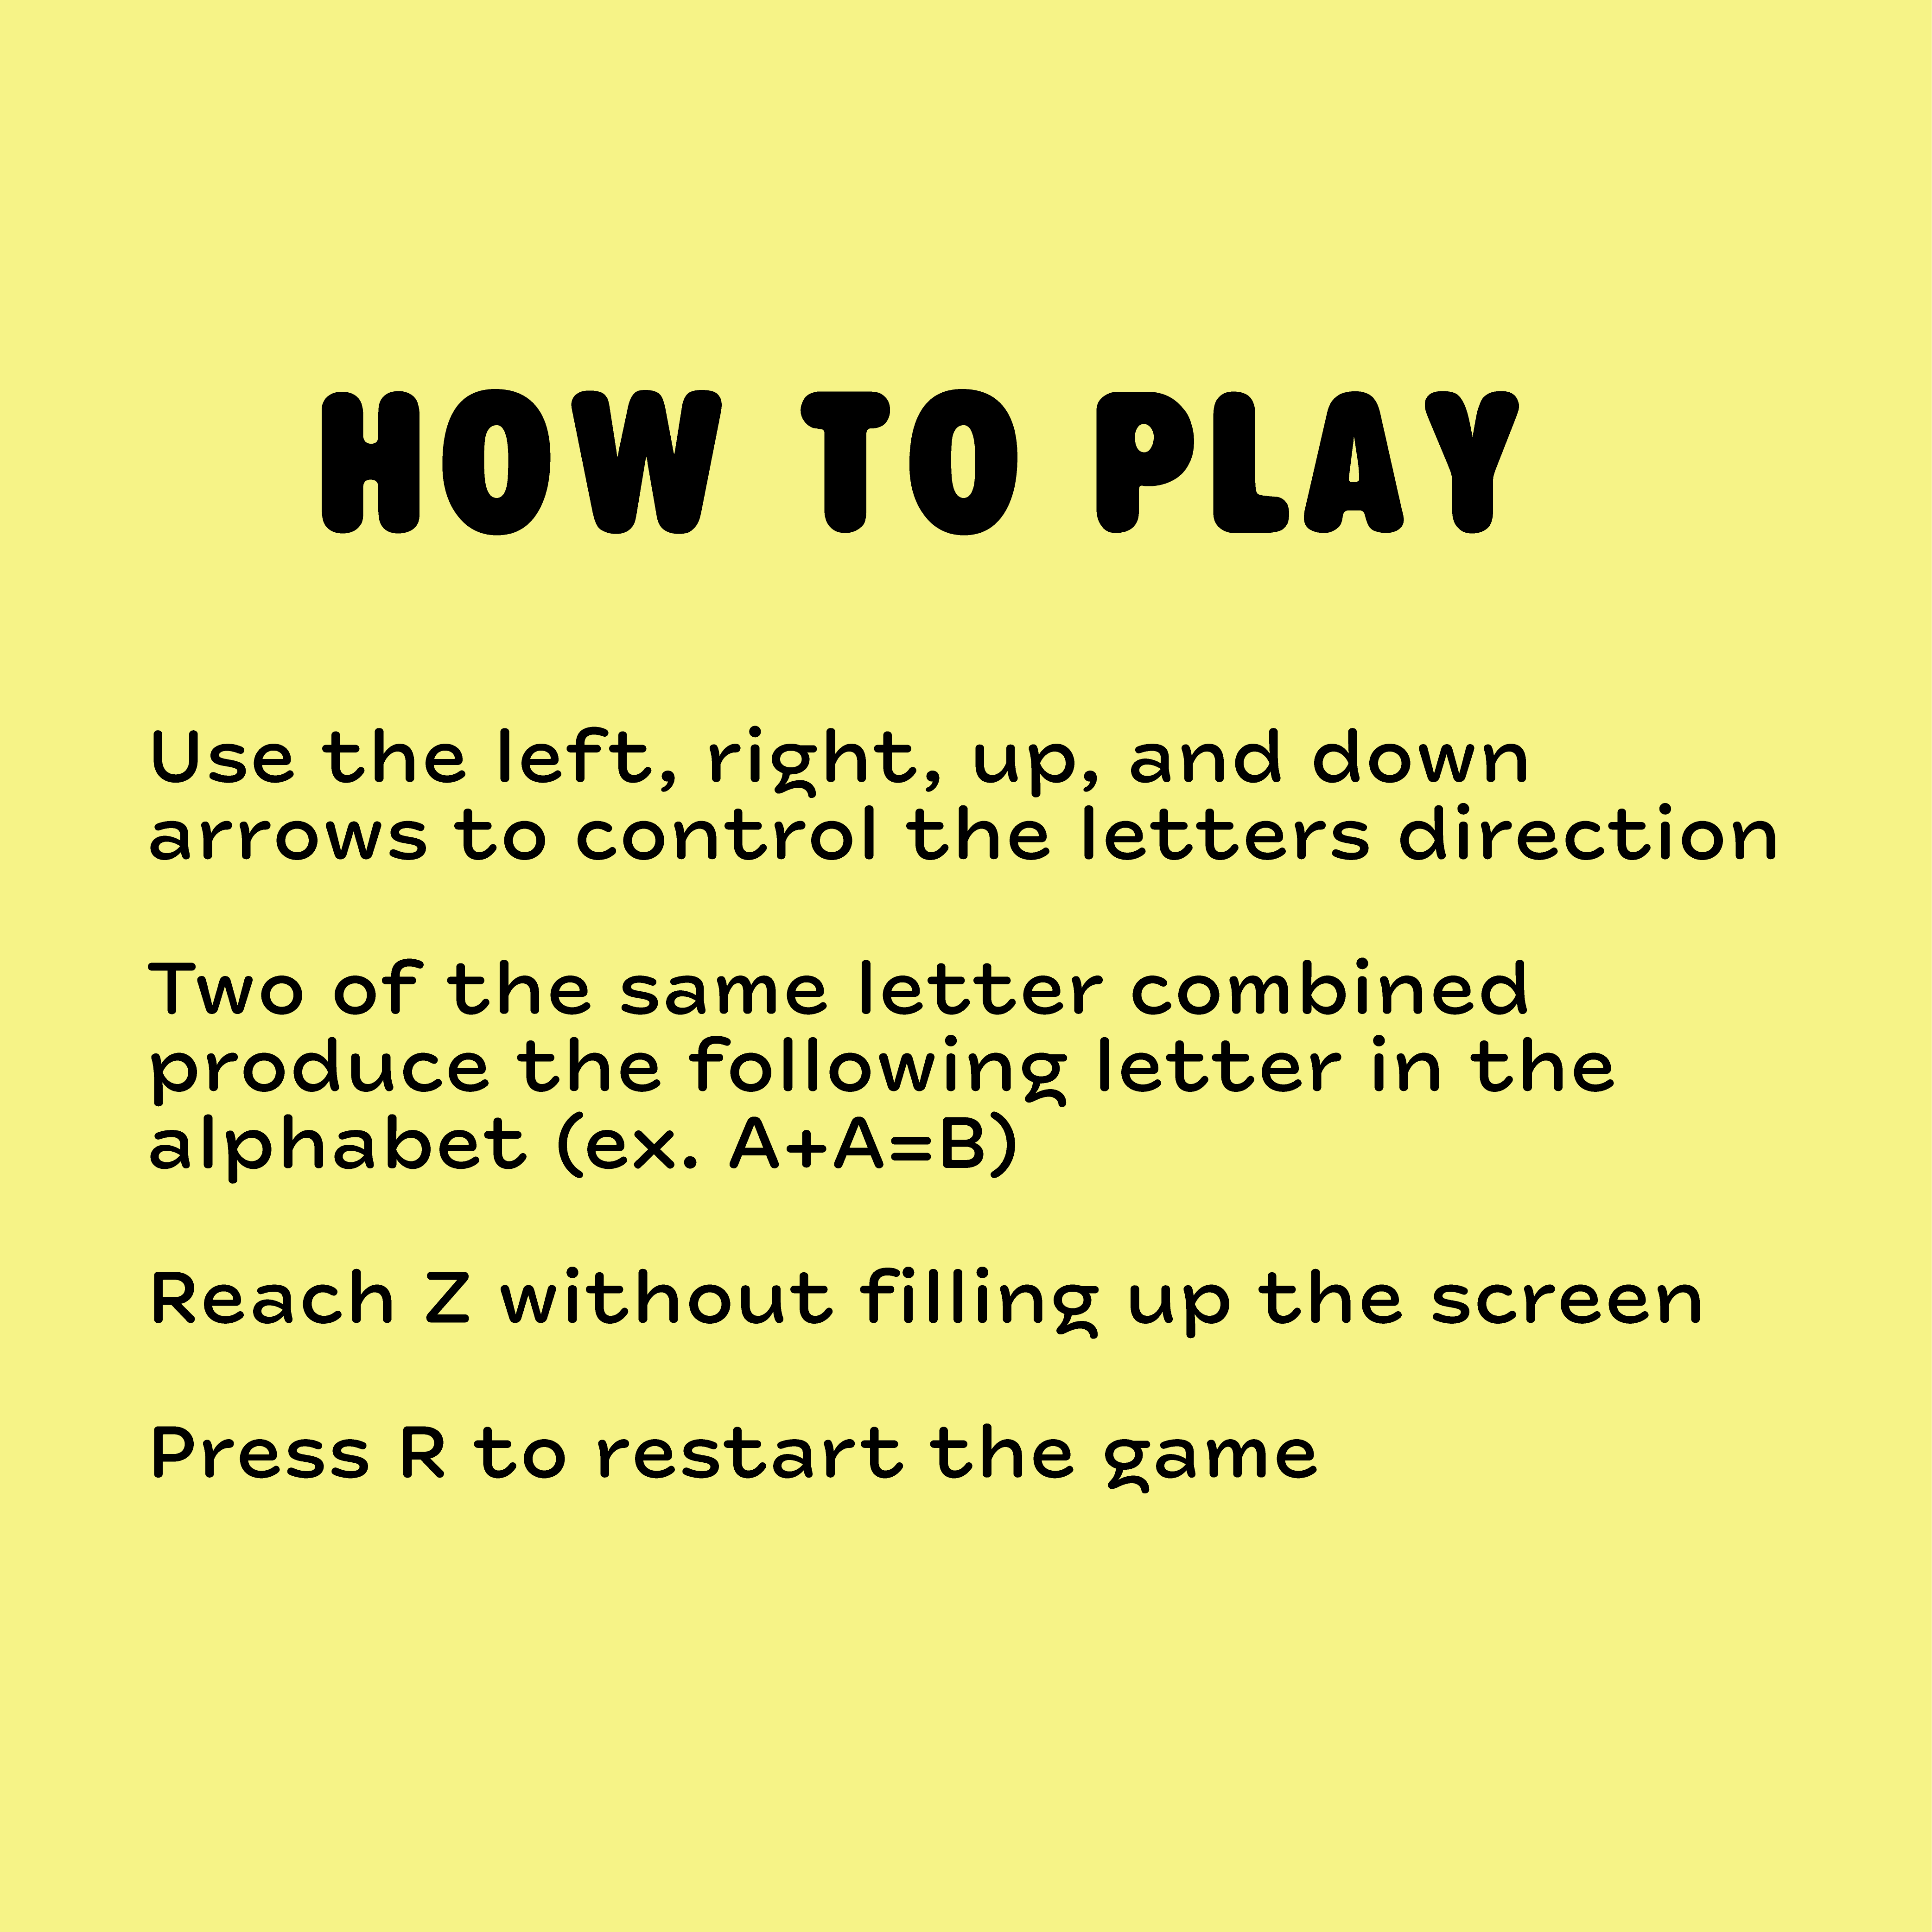 HOW TO PLAY
Use the left, right, up, and down
arrows to control the letters direction
Two of the same letter combined
produce the following letter in the
alphabet (ex. A+A=B)
Reach Z without filling up the screen
Press R to restart the game